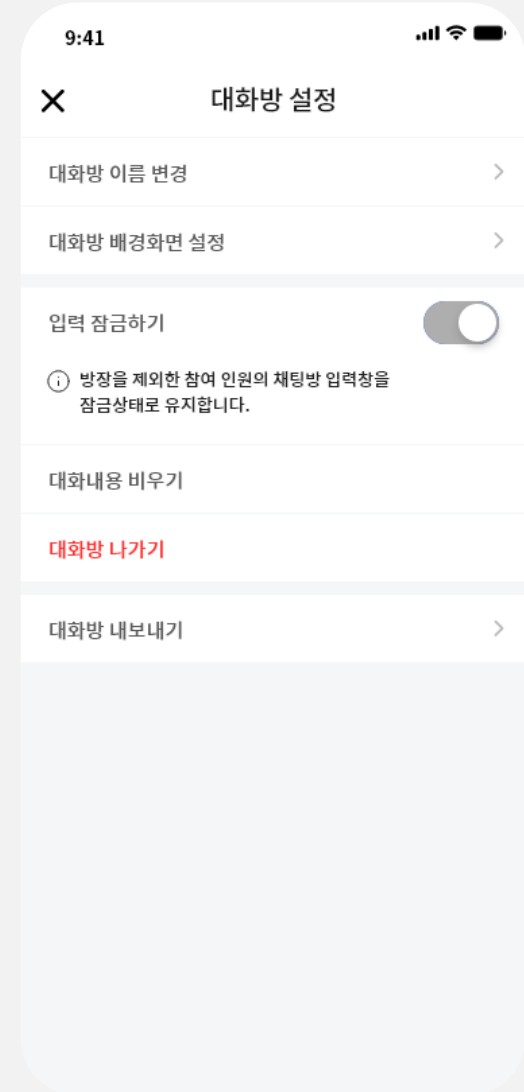 9:41
대화방 설정
대화방 이름 변경
대화방 배경화면 설정
입력 잠금하기
방장을 제외한 참여 인원의 채팅방 입력창을
잠금상태로 유지합니다.
대화내용 비우기
대화방 나가기
대화방 내보내기